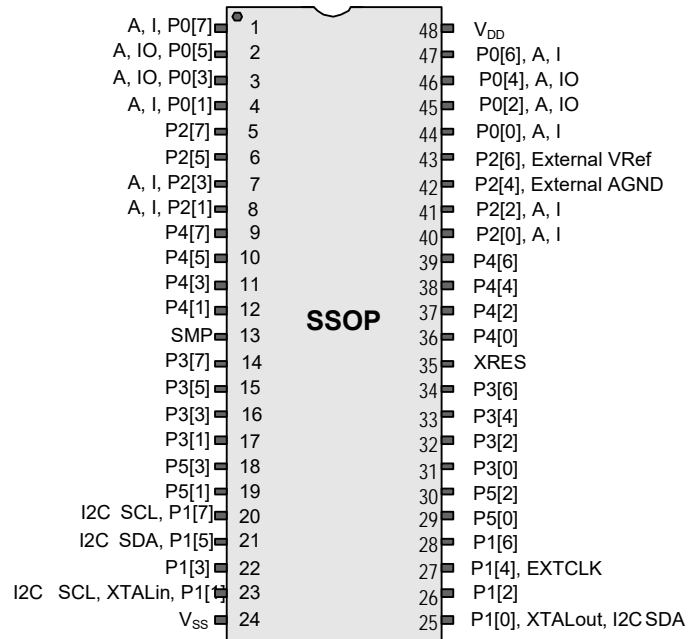 A, I, P0[7] 1 48 VDD
A, IO, P0[5] 2 47 P0[6], A, I
A, IO, P0[3] 3 46 P0[4], A, IO
A, I, P0[1] 4 45 P0[2], A, IO
P2[7] 5 44 P0[0], A, I
P2[5] 6 43 P2[6], External VRef
A, I, P2[3] 7 42 P2[4], External AGND
A, I, P2[1] 8 41 P2[2], A, I
P4[7] 9 40 P2[0], A, I
P4[5] 10 39 P4[6]
P4[3] 11 38 P4[4]
P4[1] 12 37 P4[2]
SSOP
SMP 13 36 P4[0]
P3[7] 14 35 XRES
P3[5] 15 34 P3[6]
P3[3] 16 33 P3[4]
P3[1] 17 32 P3[2]
P5[3] 18 31 P3[0]
P5[1] 19 30 P5[2]
I2C SCL, P1[7] 20 29 P5[0]
I2C SDA, P1[5] 21 28 P1[6]
P1[3] 22 27 P1[4], EXTCLK
I2C SCL, XTALin, P1[1] 23 26 P1[2]
VSS 24 25 P1[0], XTALout, I2C SDA